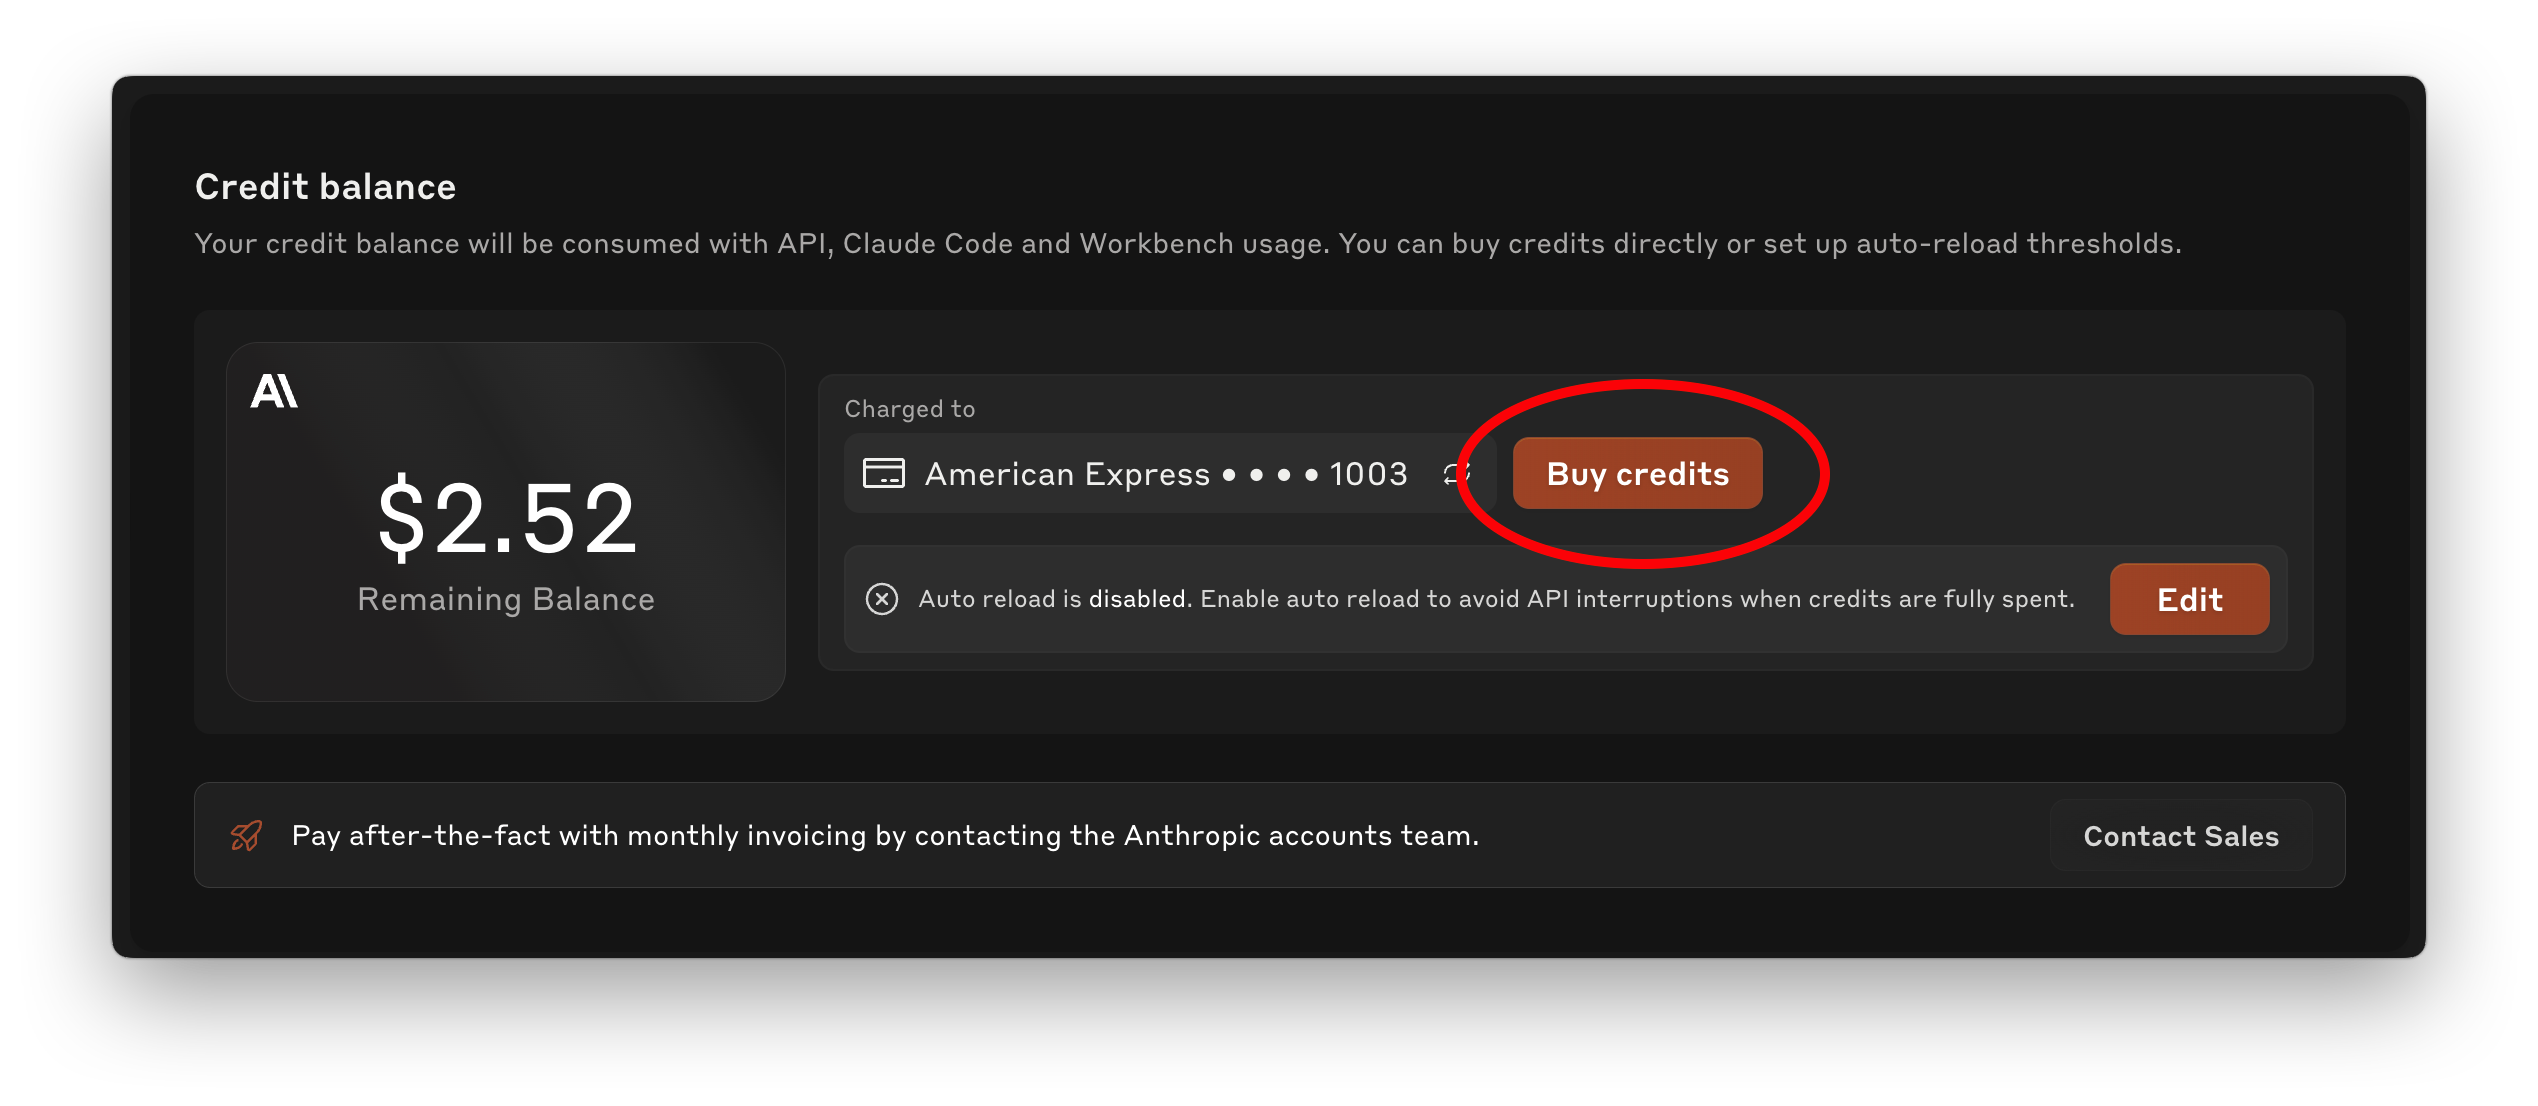 Credit balance
Your credit balance will be consumed with API, Claude Code and Workbench usage. You can buy credits directly or set up auto-reload thresholds.
$2.52
Remaining Balance
Charged to
American Express •••• 1003
Buy credits
Auto reload is disabled. Enable auto reload to avoid API interruptions when credits are fully spent.
Edit
Pay after-the-fact with monthly invoicing by contacting the Anthropic accounts team.
Contact Sales